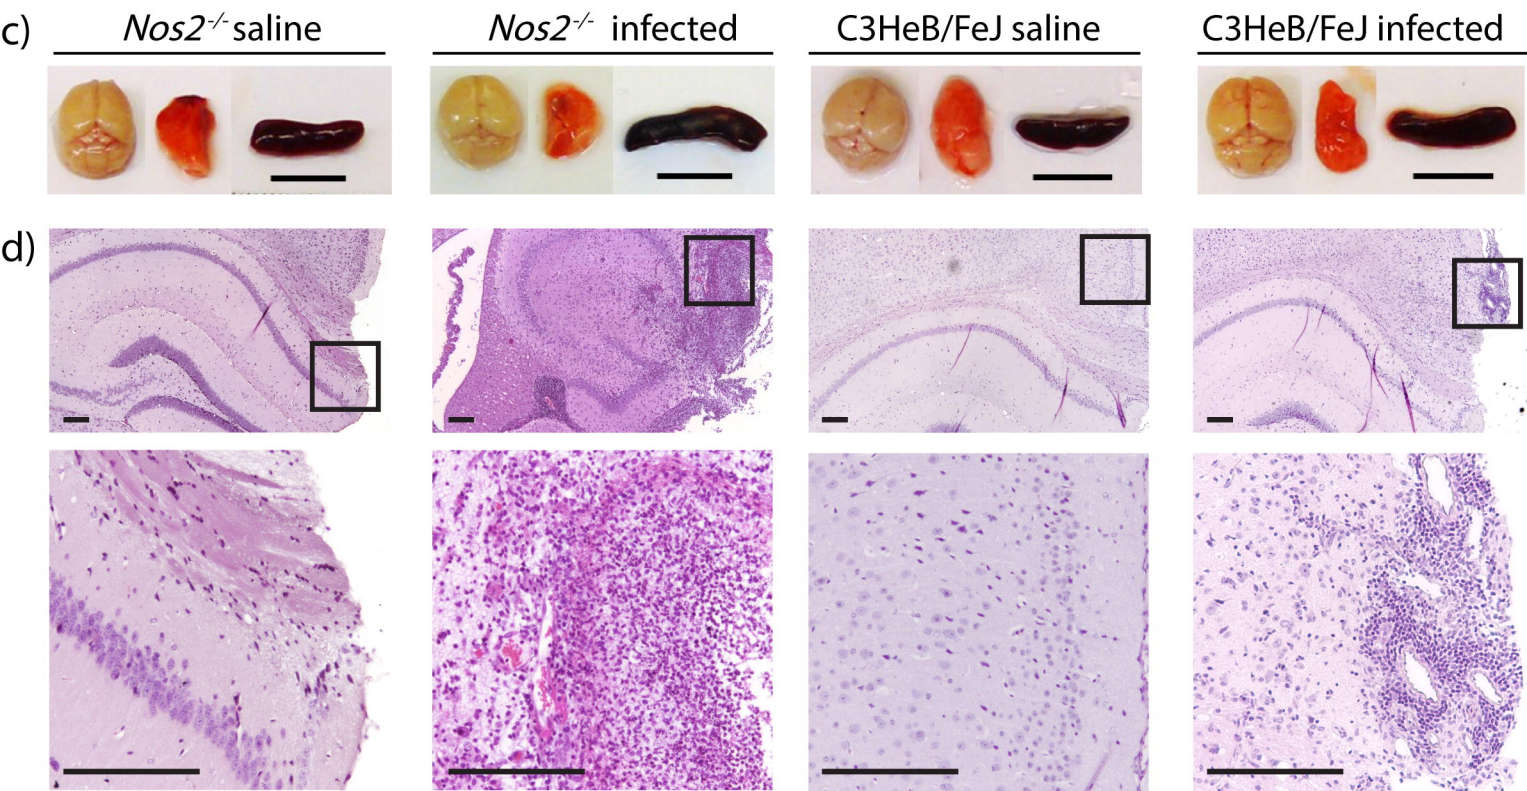 c)
Nos2-/- saline
Nos2-/- infected
C3HeB/FeJ saline
C3HeB/FeJ infected
d)